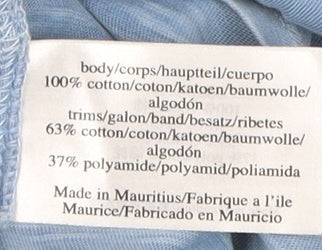 body/corps/hauptteil/cuerpo
100% cotton/coton/katoen/baumwolle/
algodón
trims/galon/band/besatz/ribetes
63% cotton/coton/katoen/baumwolle/
algodón
37% polyamide/polyamid/poliamida
Made in Mauritius/Fabrique a l'ile
Maurice/Fabricado en Mauricio